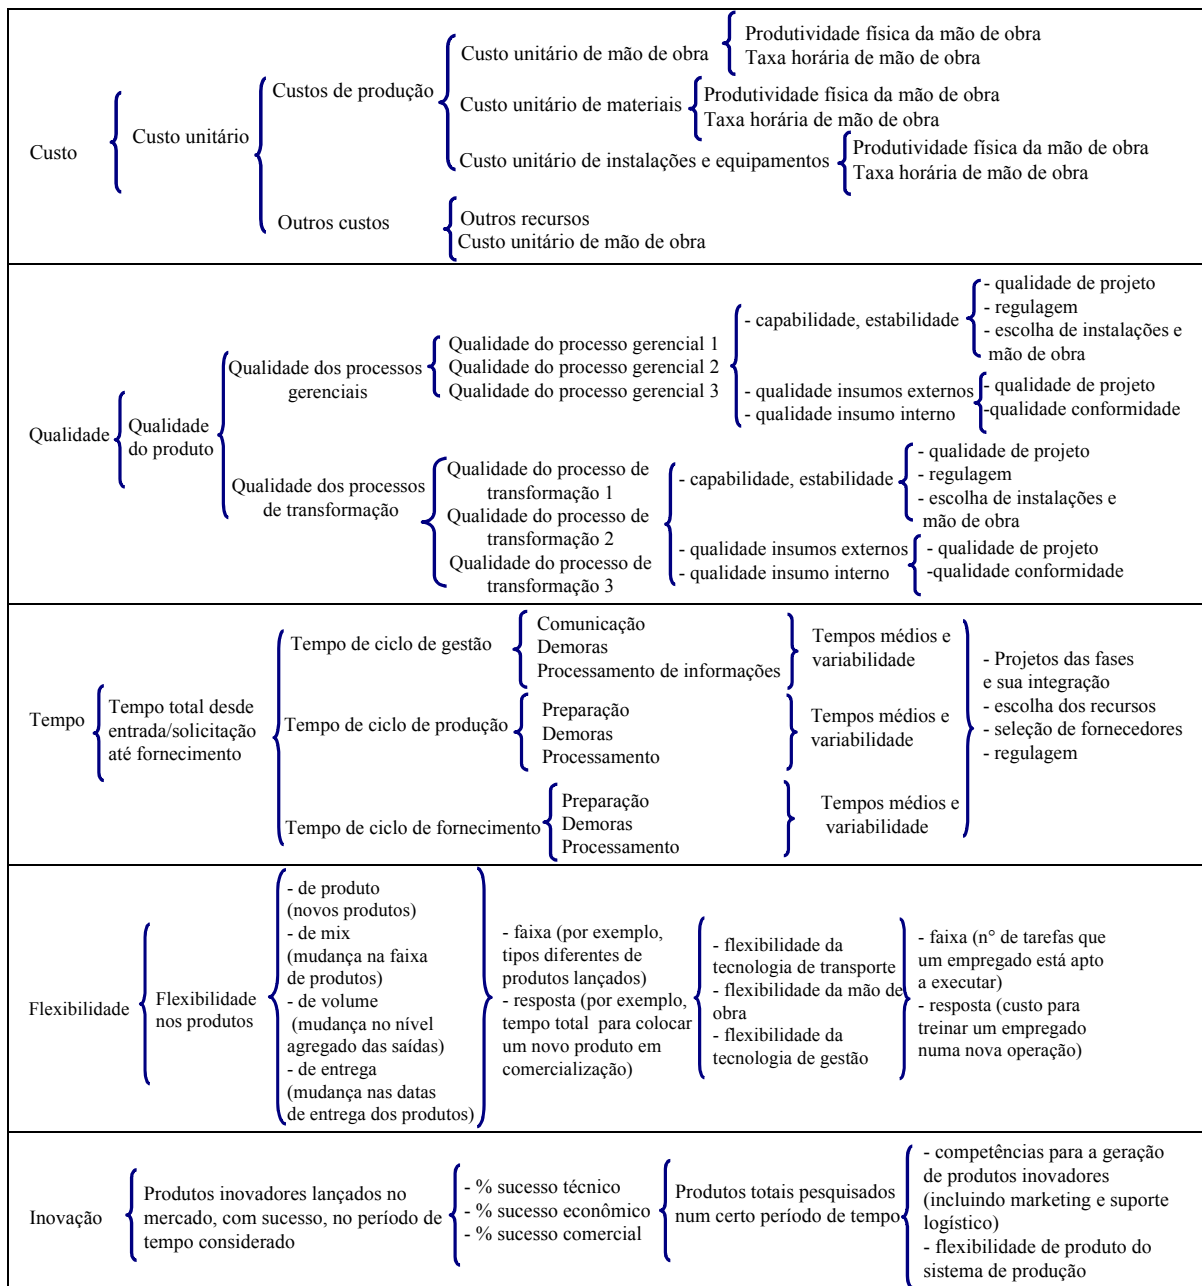 Custo
Custo unitário
Custos de produção
Custo unitário de mão de obra
Produtividade física da mão de obra
Taxa horária de mão de obra
Custo unitário de materiais
Produtividade física da mão de obra
Taxa horária de mão de obra
Custo unitário de instalações e equipamentos
Produtividade física da mão de obra
Taxa horária de mão de obra
Outros custos
Outros recursos
Custo unitário de mão de obra
Qualidade
Qualidade
do produto
Qualidade dos processos
gerenciais
Qualidade do processo gerencial 1
Qualidade do processo gerencial 2
Qualidade do processo gerencial 3
- capabilidade, estabilidade
- qualidade de projeto
- regulagem
- escolha de instalações e
mão de obra
- qualidade insumos externos
- qualidade insumo interno
- qualidade de projeto
-qualidade conformidade
Qualidade dos processos
de transformação
Qualidade do processo de
transformação 1
Qualidade do processo de
transformação 2
Qualidade do processo de
transformação 3
- capabilidade, estabilidade
- qualidade de projeto
- regulagem
- escolha de instalações e
mão de obra
- qualidade insumos externos
- qualidade insumo interno
- qualidade de projeto
-qualidade conformidade
Tempo
Tempo total desde
entrada/solicitação
até fornecimento
Tempo de ciclo de gestão
Comunicação
Demoras
Processamento de informações
Tempos médios e
variabilidade
Tempo de ciclo de produção
Preparação
Demoras
Processamento
Tempos médios e
variabilidade
Tempo de ciclo de fornecimento
Preparação
Demoras
Processamento
Tempos médios e
variabilidade
- Projetos das fases
e sua integração
- escolha dos recursos
- seleção de fornecedores
- regulagem
Flexibilidade
Flexibilidade
nos produtos
- de produto
(novos produtos)
- de mix
(mudança na faixa
de produtos)
- de volume
(mudança no nível
agregado das saídas)
- de entrega
(mudança nas datas
de entrega dos produtos)
- faixa (por exemplo,
tipos diferentes de
produtos lançados)
- resposta (por exemplo,
tempo total para colocar
um novo produto em
comercialização)
- flexibilidade da
tecnologia de transporte
- flexibilidade da mão de
obra
- flexibilidade da
tecnologia de gestão
- faixa (n° de tarefas que
um empregado está apto
a executar)
- resposta (custo para
treinar um empregado
numa nova operação)
Inovação
Produtos inovadores lançados no
mercado, com sucesso, no período de
tempo considerado
- % sucesso técnico
- % sucesso econômico
- % sucesso comercial
Produtos totais pesquisados
num certo período de tempo
- competências para a geração
de produtos inovadores
(incluindo marketing e suporte
logístico)
- flexibilidade de produto do
sistema de produção